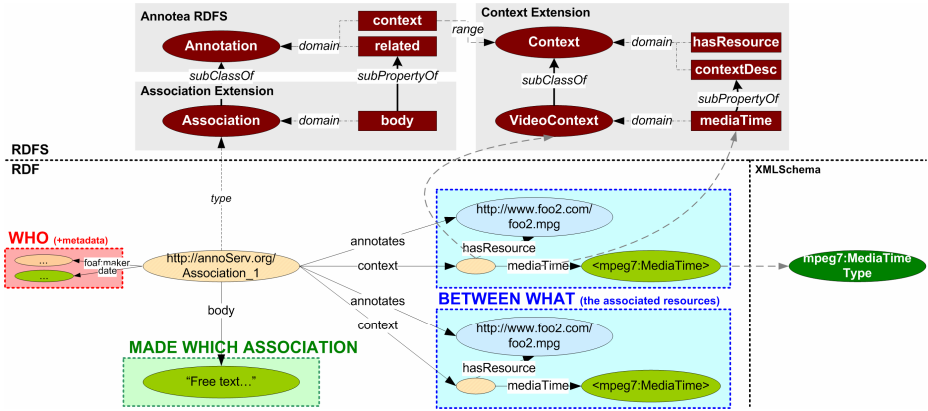 Annotea RDFS
context
Context Extension
Annotation
domain
related
range
Context
domain
hasResource
contextDesc
subClassOf
subPropertyOf
subClassOf
subPropertyOf
Association Extension
Association
domain
body
VideoContext
domain
mediaTime
RDFS
RDF
XMLSchema
type
http://www.foo2.com/
foo2.mpg
WHO (+metadata)
annotates
hasResource
...
foaf:maker
date
...
http://annoServ.org/
Association_1
context
mediaTime
<mpeg7:MediaTime>
mpeg7:MediaTime
Type
annotates
BETWEEN WHAT (the associated resources)
body
context
http://www.foo2.com/
foo2.mpg
MADE WHICH ASSOCIATION
hasResource
"Free text..."
mediaTime
<mpeg7:MediaTime>